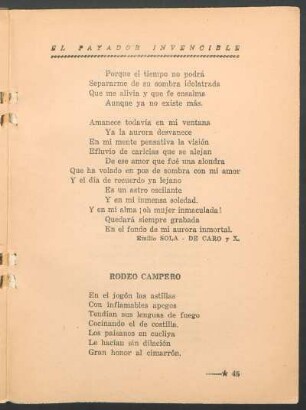 EL PAYADOR INVENCIBLE
Porque el tiempo no podrá
Separarme de su sombra idolatrada
Que me alivia y que fe ensalma
Aunque ya no existe más.
Amanece todavía en mi ventana
Ya la aurora desvanece
En mi mente pensativa la visión
Efluvio de caricias que se alejan
De ese amor que fué una alondra
Que ha volado en pos de sombra con mi amor
Y el día de recuerdo ya lejano
Es un astro oscilante
Y en mi inmensa soledad.
Y en mi alma ¡oh mujer inmaculada!
Quedará siempre grabada
En el fondo de mi aurora inmortal.
Emilio SOLA - DE CARO y X.
RODEO CAMPERO
En el jogón las astillas
Con inflamables apegos
Tendían sus lenguas de fuego
Cocinando el de costilla.
Los paisanos en cucliya
Le hacían sin dilación
Gran honor al cimarrón.
45